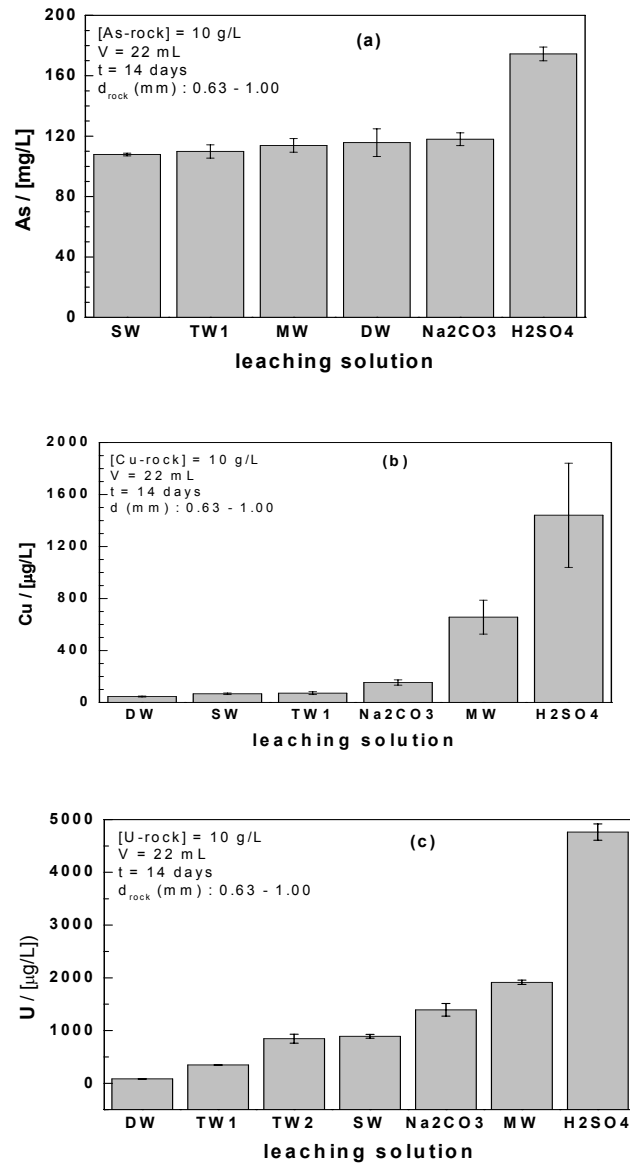 200
160
120
80
40
0
As / [mg/L]
[As-rock] = 10 g/L
V = 22 mL
t = 14 days
d_rock (mm) : 0.63 - 1.00
(a)
SW TW1 MW DW Na2CO3 H2SO4
leaching solution
2000
1600
1200
800
400
0
Cu / [µg/L]
[Cu-rock] = 10 g/L
V = 22 mL
t = 14 days
d (mm) : 0.63 - 1.00
(b)
DW SW TW1 Na2CO3 MW H2SO4
leaching solution
5000
4000
3000
2000
1000
0
U / [µg/L])
[U-rock] = 10 g/L
V = 22 mL
t = 14 days
d_rock (mm) : 0.63 - 1.00
(c)
DW TW1 TW2 SW Na2CO3 MW H2SO4
leaching solution